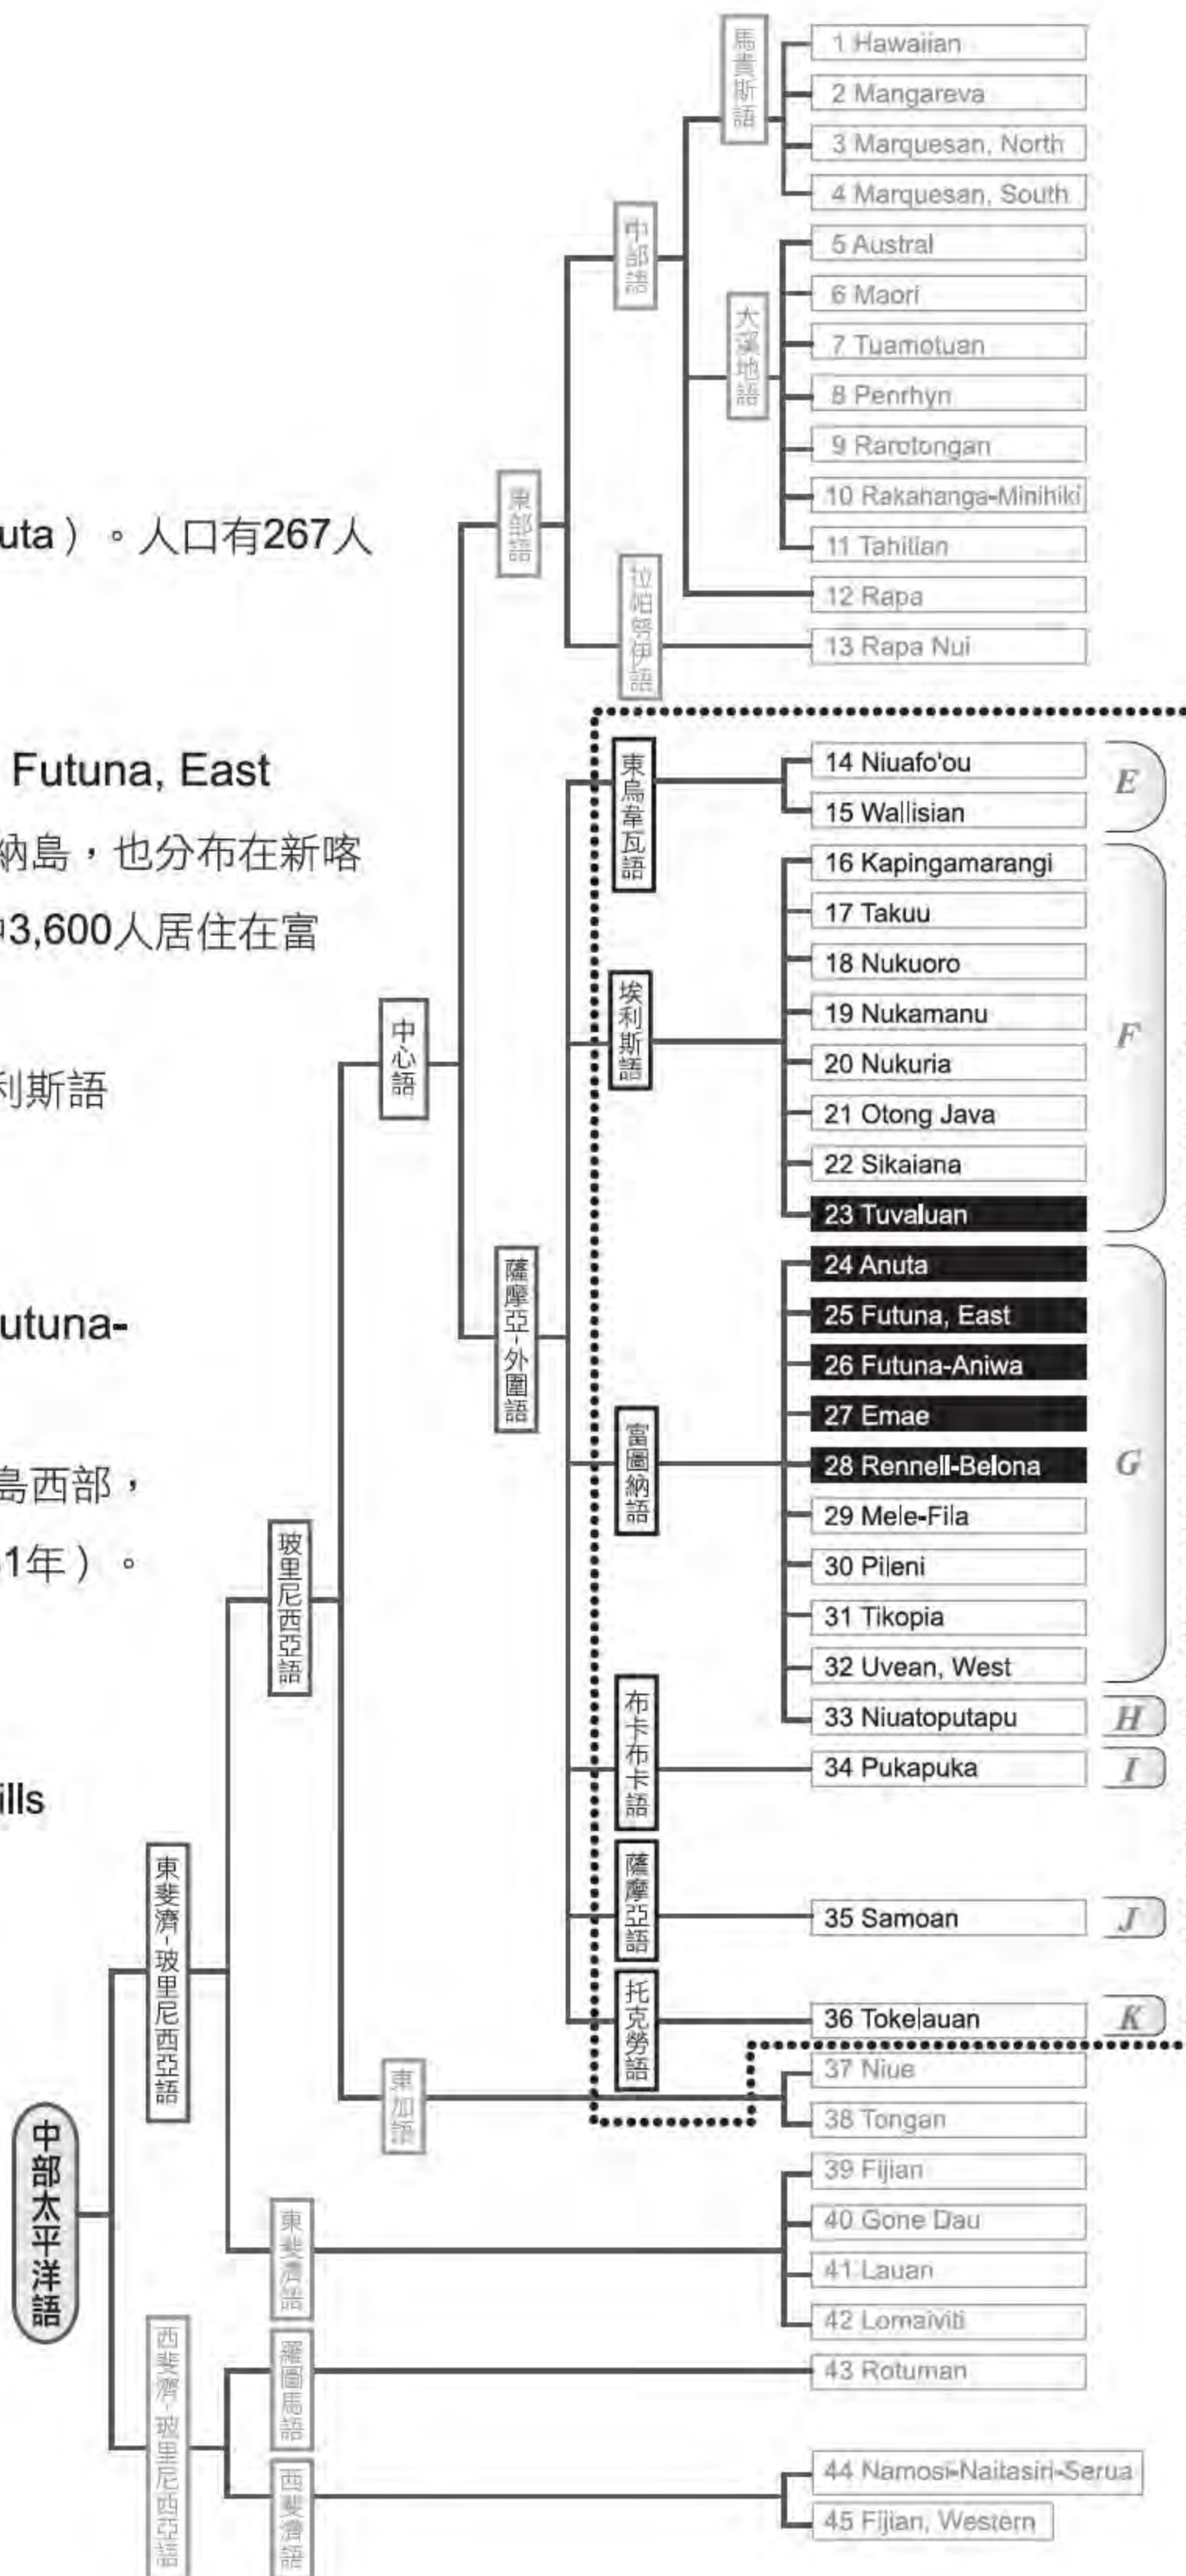 uta）。人口有267人
Futuna, East
納島，也分布在新喀
3,600人居住在富
利斯語
utuna-
島西部，
1年）。
ills
中部太平洋語
東斐濟-玻里尼西亞語
西斐濟-玻里尼西亞語
玻里尼西亞語
東斐濟語
羅圖馬語
西斐濟語
中心語
東加語
東部語
薩摩亞-外圍語
中部語
拉帕努伊語
馬貴斯語
大溪地語
東烏韋瓦語
埃利斯語
富圖納語
布卡布卡語
薩摩亞語
托克勞語
1 Hawaiian
2 Mangareva
3 Marquesan, North
4 Marquesan, South
5 Austral
6 Maori
7 Tuamotuan
8 Penrhyn
9 Rarotongan
10 Rakahanga-Minihiki
11 Tahitian
12 Rapa
13 Rapa Nui
14 Niuafo'ou
15 Wallisian
E
16 Kapingamarangi
17 Takuu
18 Nukuoro
19 Nukamanu
20 Nukuria
21 Otong Java
22 Sikaiana
23 Tuvaluan
F
24 Anuta
25 Futuna, East
26 Futuna-Aniwa
27 Emae
28 Rennell-Belona
29 Mele-Fila
30 Pileni
31 Tikopia
32 Uvean, West
G
33 Niuatoputapu
H
34 Pukapuka
I
35 Samoan
J
36 Tokelauan
K
37 Niue
38 Tongan
39 Fijian
40 Gone Dau
41 Lauan
42 Lomaiviti
43 Rotuman
44 Namosi-Naitasiri-Serua
45 Fijian, Western